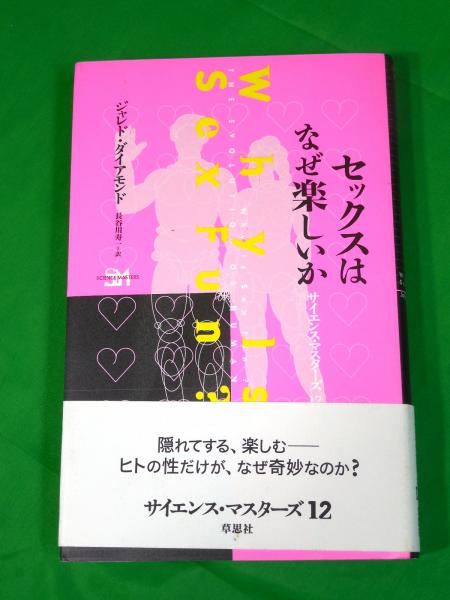 セックスは
なぜ楽しいか
ジャレド・ダイアモンド
長谷川寿一=訳
Why Is
Sex Fun?
SCIENCE MASTERS
サイエンス・マスターズ 12
隠れてする、楽しむ――
ヒトの性だけが、なぜ奇妙なのか?
サイエンス・マスターズ12
草思社